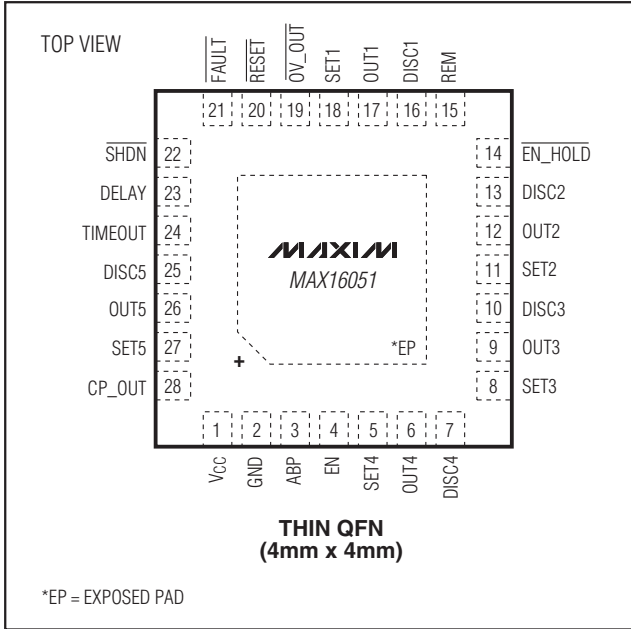 TOP VIEW
FAULT
RESET
OV_OUT
SET1
OUT1
DISC1
REM
21 20 19 18 17 16 15
SHDN 22
DELAY 23
TIMEOUT 24
DISC5 25
OUT5 26
SET5 27
CP_OUT 28
14 EN_HOLD
13 DISC2
12 OUT2
11 SET2
10 DISC3
9 OUT3
8 SET3
MAXIM
MAX16051
*EP
+
1 2 3 4 5 6 7
VCC
GND
ABP
EN
SET4
OUT4
DISC4
THIN QFN
(4mm x 4mm)
*EP = EXPOSED PAD